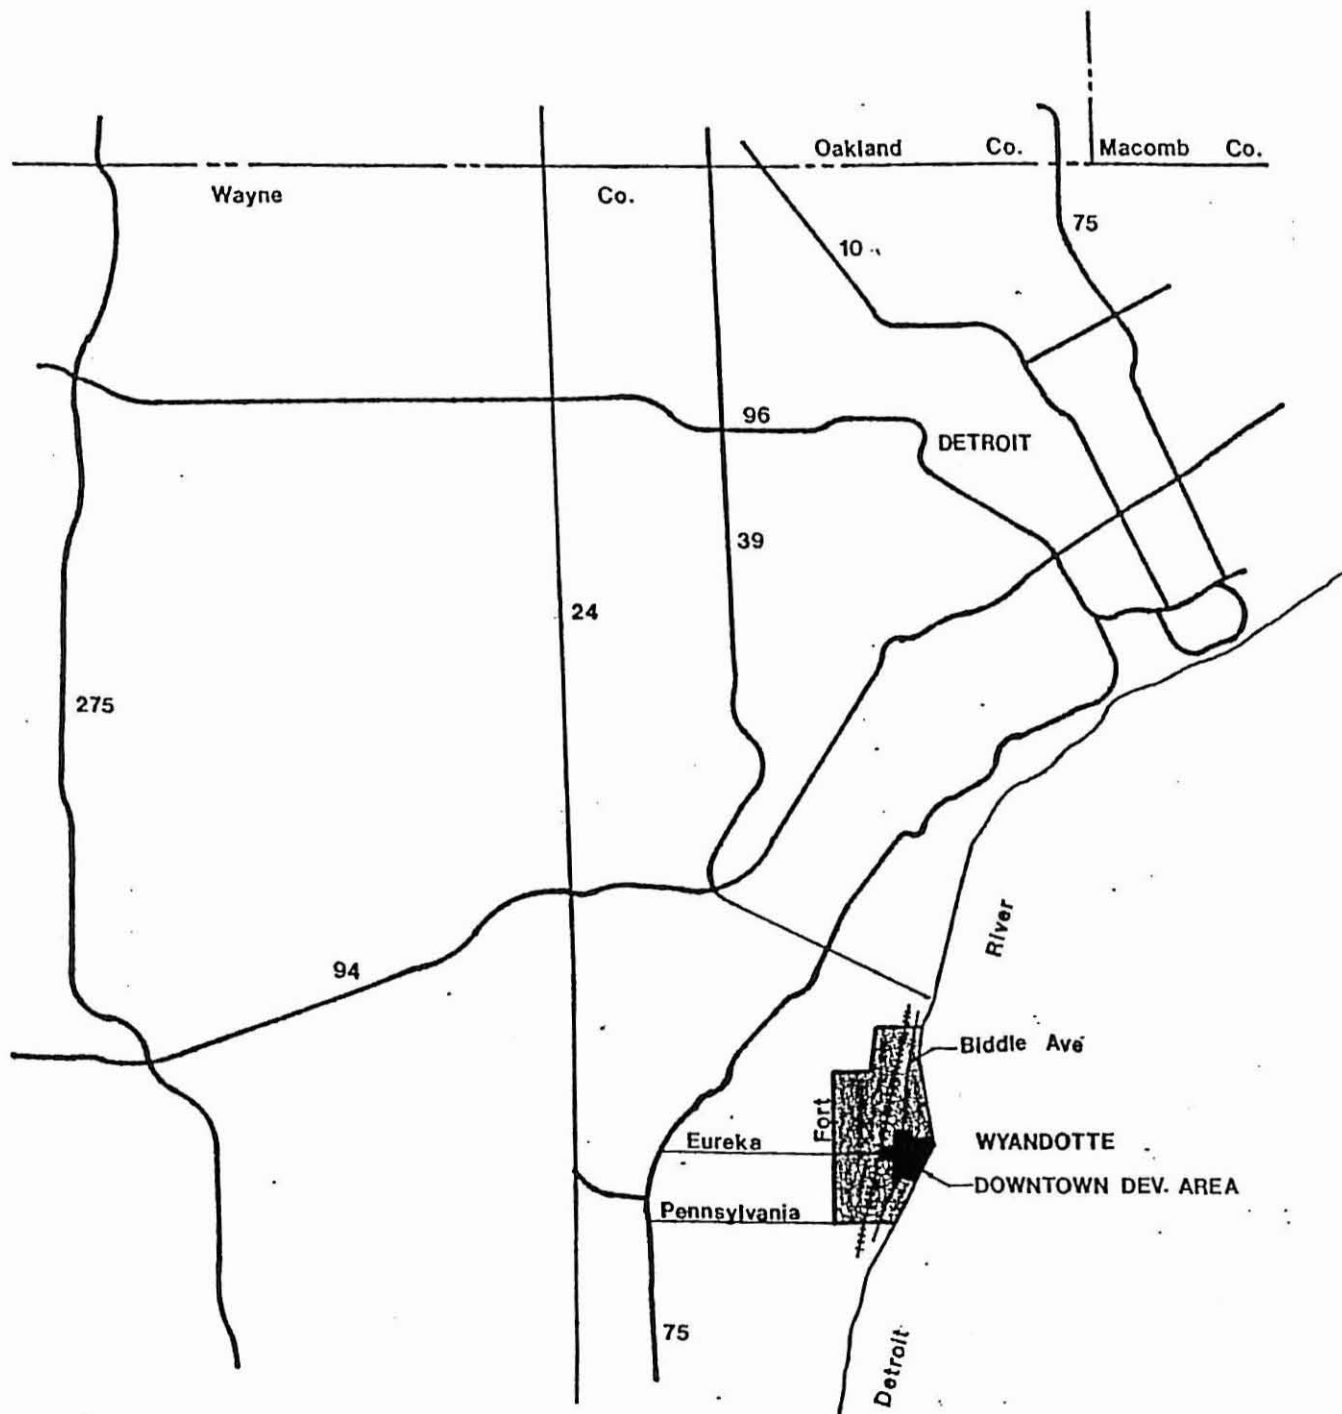 Oakland Co. Macomb Co.
Wayne Co.
75
10
96
DETROIT
39
24
275
River
94
Biddle Ave
Fort
Eureka
WYANDOTTE
DOWNTOWN DEV. AREA
Pennsylvania
75
Detroit